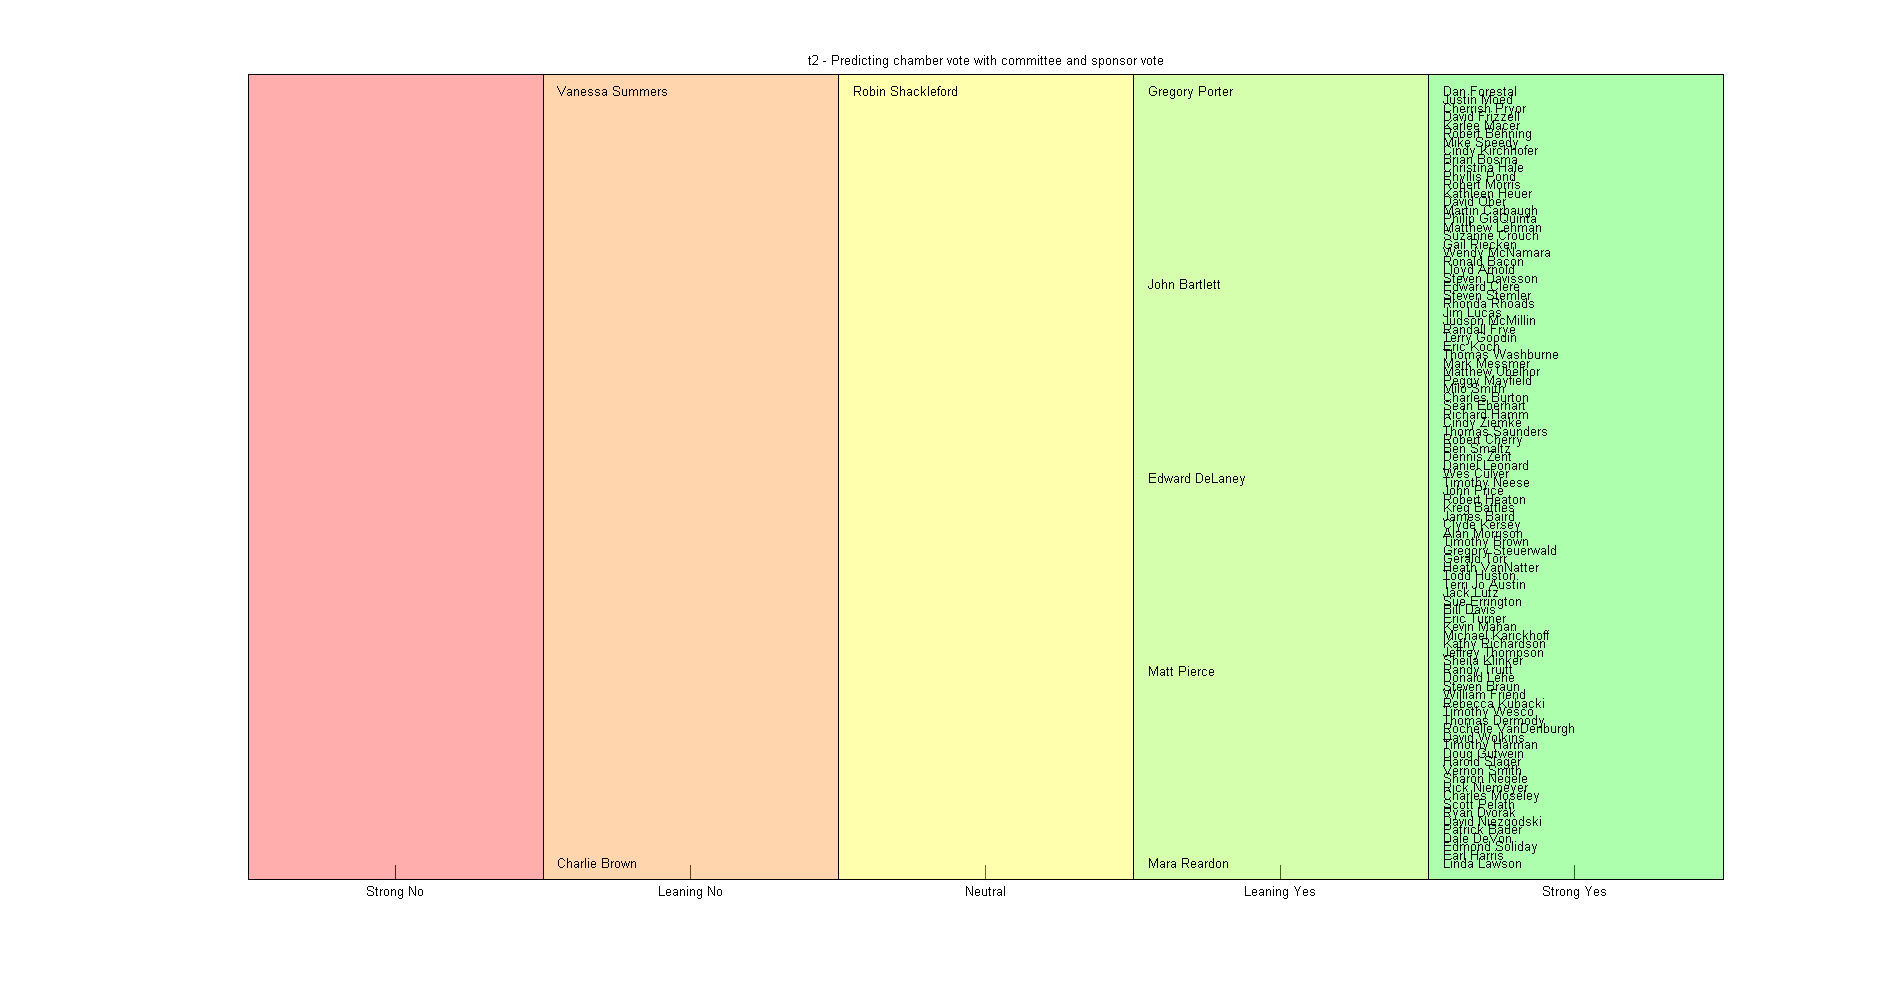 t2 - Predicting chamber vote with committee and sponsor vote
Vanessa Summers
Charlie Brown
Robin Shackleford
Gregory Porter
John Bartlett
Edward DeLaney
Matt Pierce
Mara Reardon
Dan Forestal
Justin Moed
Cherrish Pryor
David Frizzell
Karlee Macer
Robert Behning
Mike Speedy
Cindy Kirchhofer
Brian Bosma
Christina Hale
Phyllis Pond
Robert Morris
Kathleen Heuer
David Ober
Martin Carbaugh
Philip GiaQuinta
Matthew Lehman
Suzanne Crouch
Gail Riecken
Wendy McNamara
Ronald Bacon
Lloyd Arnold
Steven Davisson
Edward Clere
Steven Stemler
Rhonda Rhoads
Jim Lucas
Judson McMillin
Randall Frye
Terry Goodin
Eric Koch
Thomas Washburne
Mark Messmer
Matthew Ubelhor
Peggy Mayfield
Milo Smith
Charles Burton
Sean Eberhart
Richard Hamm
Cindy Ziemke
Thomas Saunders
Robert Cherry
Ben Smaltz
Dennis Zent
Daniel Leonard
Wes Culver
Timothy Neese
John Price
Robert Heaton
Kreg Battles
James Baird
Clyde Kersey
Alan Morrison
Timothy Brown
Gregory Steuerwald
Gerald Torr
Heath VanNatter
Todd Huston
Terri Jo Austin
Jack Lutz
Sue Errington
Bill Davis
Eric Turner
Kevin Mahan
Michael Karickhoff
Kathy Richardson
Jeffrey Thompson
Sheila Klinker
Randy Truitt
Donald Lehe
Steven Braun
William Friend
Rebecca Kubacki
Timothy Wesco
Thomas Dermody
Rochelle VanDenburgh
David Wolkins
Timothy Harman
Doug Gutwein
Harold Slager
Vernon Smith
Sharon Negele
Rick Niemeyer
Charles Moseley
Scott Pelath
Ryan Dvorak
David Niezgodski
Patrick Bauer
Dale DeVon
Edmond Soliday
Earl Harris
Linda Lawson
Strong No
Leaning No
Neutral
Leaning Yes
Strong Yes